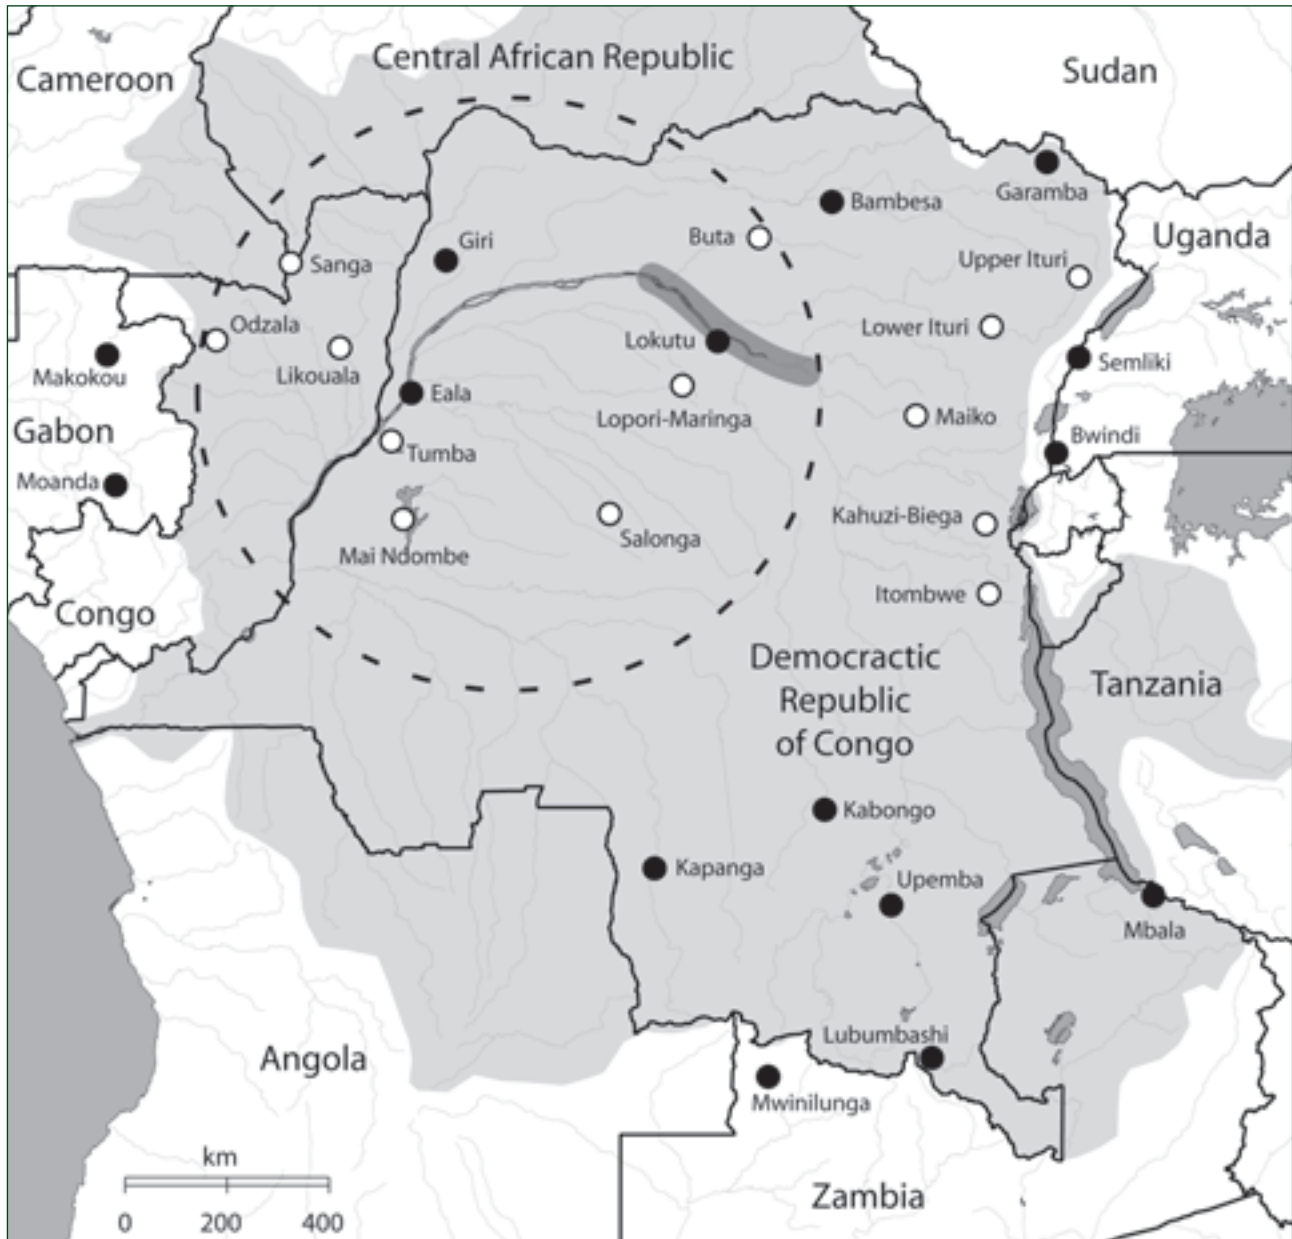 Central African Republic
Cameroon
Sudan
Garamba
Bambesa
Buta
Giri
Uganda
Upper Ituri
Sanga
Odzala
Lower Ituri
Lokutu
Semliki
Makokou
Likouala
Eala
Lopori-Maringa
Maiko
Gabon
Bwindi
Tumba
Moanda
Kahuzi-Biega
Salonga
Mai Ndombe
Itombwe
Congo
Democractic
Republic
of Congo
Tanzania
Kabongo
Kapanga
Upemba
Mbala
Lubumbashi
Angola
Mwinilunga
km
Zambia
0 200 400